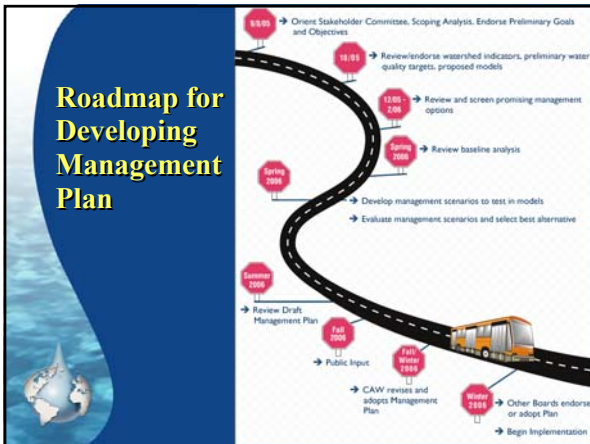 Roadmap for
Developing
Management
Plan
9/8/05
→ Orient Stakeholder Committee, Scoping Analysis, Endorse Preliminary Goals
and Objectives
10/05
→ Review/endorse watershed indicators, preliminary water
quality targets, proposed models
12/05 -
2/06
→ Review and screen promising management
options
Spring
2006
→ Review baseline analysis
Spring
2006
→ Develop management scenarios to test in models
→ Evaluate management scenarios and select best alternative
Summer
2006
→ Review Draft
Management Plan
Fall
2006
→ Public Input
Fall/
Winter
2006
→ CAW revises and
adopts Management
Plan
Winter
2006
→ Other Boards endorse
or adopt Plan
→ Begin Implementation